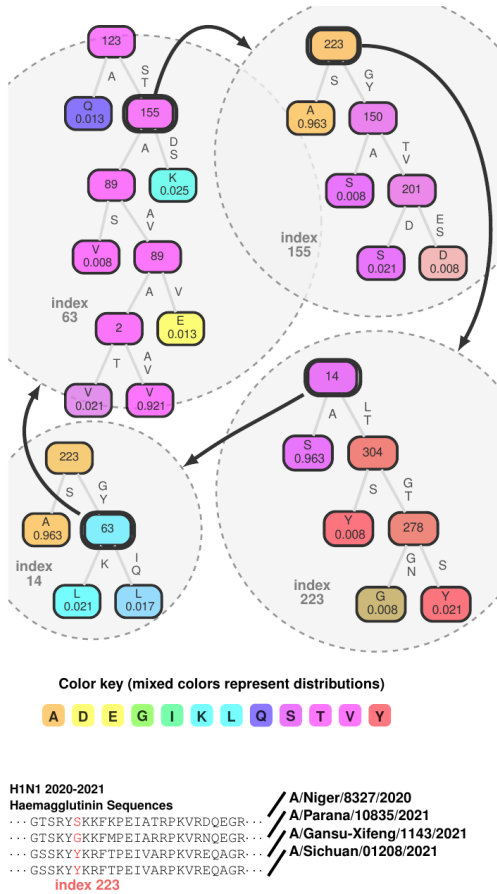 123
A
S
T
Q
0.013
155
A
D
S
89
K
0.025
S
A
V
V
0.008
89
A
V
2
E
0.013
T
A
V
V
0.021
V
0.921
index
63
223
S
G
Y
A
0.963
150
A
T
V
S
0.008
201
D
E
S
S
0.021
D
0.008
index
155
14
A
L
T
S
0.963
304
S
G
T
Y
0.008
278
G
N
S
G
0.008
Y
0.021
index
223
223
S
G
Y
A
0.963
63
K
I
Q
L
0.021
L
0.017
index
14
Color key (mixed colors represent distributions)
A D E G I K L Q S T V Y
H1N1 2020-2021
Haemagglutinin Sequences
···GTSRYSKKFKPEIATRPKVRDQEGR···
···GTSKYGKKFMPEIAARPKVRNQEGR···
···GSSKYYKRFTPEIVARPKVREQAGR···
···GSSKYYKRFTPEIVARPKVREQAGR···
index 223
A/Niger/8327/2020
A/Parana/10835/2021
A/Gansu-Xifeng/1143/2021
A/Sichuan/01208/2021